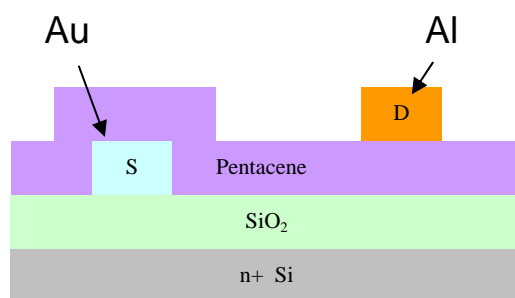 Au
Al
D
S
Pentacene
SiO₂
n+ Si